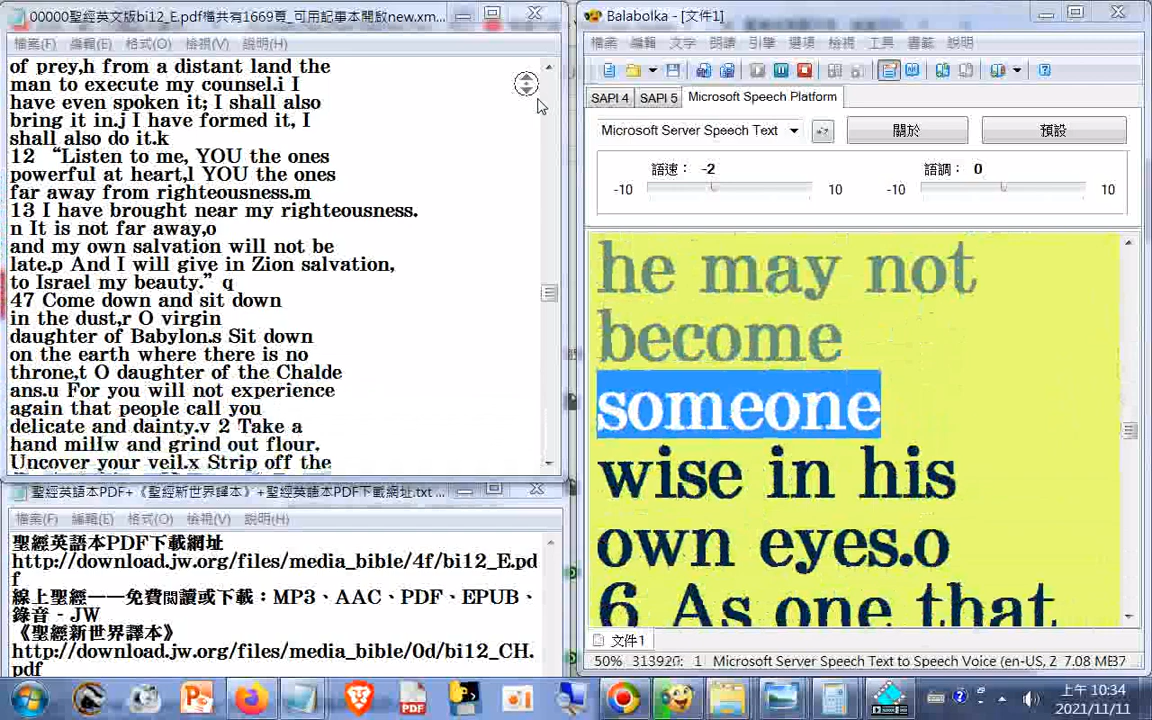 00000聖經英文版bi12_E.pdf檔共有1669頁_可用記事本開啟new.xm...
檔案(F) 編輯(E) 格式(O) 檢視(V) 說明(H)
of prey,h from a distant land the
man to execute my counsel.i I
have even spoken it; I shall also
bring it in.j I have formed it, I
shall also do it.k
12 “Listen to me, YOU the ones
powerful at heart,l YOU the ones
far away from righteousness.m
13 I have brought near my righteousness.
n It is not far away,o
and my own salvation will not be
late.p And I will give in Zion salvation,
to Israel my beauty.” q
47 Come down and sit down
in the dust,r O virgin
daughter of Babylon.s Sit down
on the earth where there is no
throne,t O daughter of the Chalde
ans.u For you will not experience
again that people call you
delicate and dainty.v 2 Take a
hand millw and grind out flour.
Uncover your veil.x Strip off the
聖經英語本PDF+《聖經新世界譯本》+聖經英語本PDF下載網址.txt ...
檔案(F) 編輯(E) 格式(O) 檢視(V) 說明(H)
聖經英語本PDF下載網址
http://download.jw.org/files/media_bible/4f/bi12_E.pd
f
線上聖經——免費閱讀或下載：MP3、AAC、PDF、EPUB、
錄音 - JW
《聖經新世界譯本》
http://download.jw.org/files/media_bible/0d/bi12_CH.
pdf
Balabolka - [文件1]
檔案 編輯 文字 朗讀 引擎 選項 檢視 工具 書籤 說明
SAPI 4 SAPI 5 Microsoft Speech Platform
Microsoft Server Speech Text 關於 預設
語速： -2 語調： 0
-10 10 -10 10
he may not
become
someone
wise in his
own eyes.o
6 As one that
文件1
50% 313920: 1 Microsoft Server Speech Text to Speech Voice (en-US, 2 7.08 MB37
PDF
上午 10:34
2021/11/11